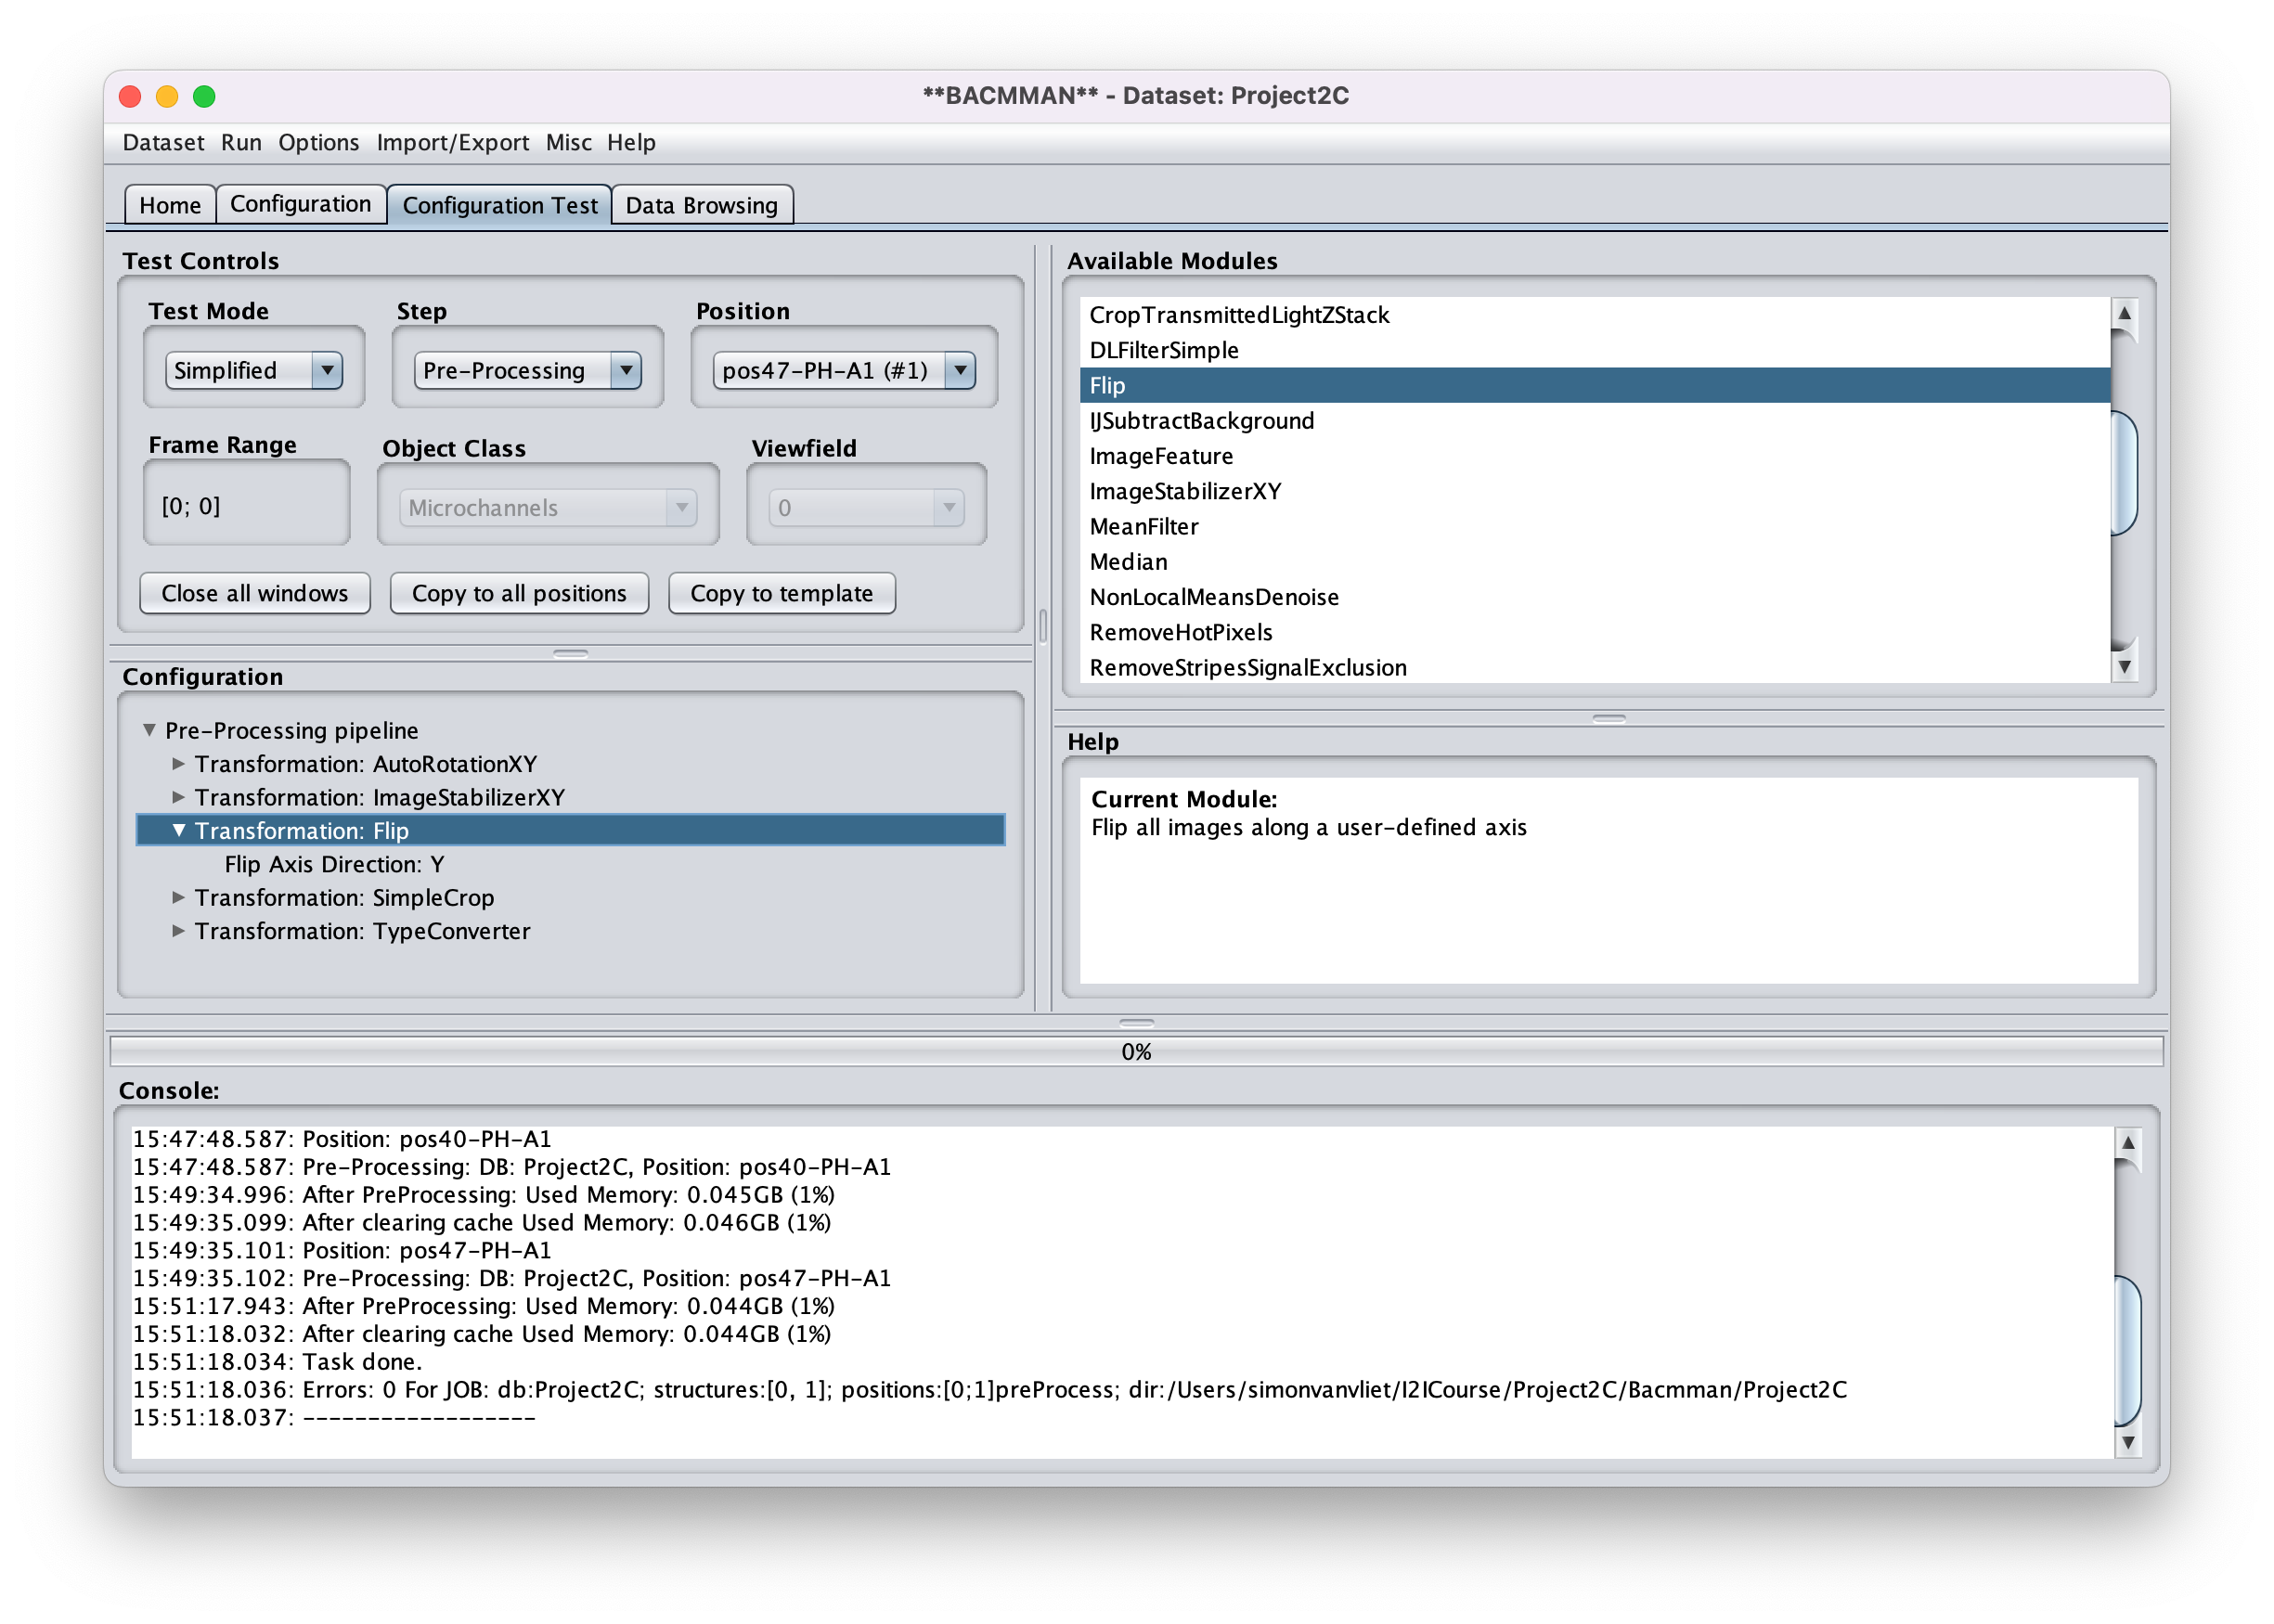 **BACMMAN** - Dataset: Project2C
Dataset Run Options Import/Export Misc Help
Home Configuration Configuration Test Data Browsing
Test Controls
Test Mode Step Position
Simplified Pre-Processing pos47-PH-A1 (#1)
Frame Range Object Class Viewfield
[0; 0] Microchannels 0
Close all windows Copy to all positions Copy to template
Configuration
Pre-Processing pipeline
Transformation: AutoRotationXY
Transformation: ImageStabilizerXY
Transformation: Flip
Flip Axis Direction: Y
Transformation: SimpleCrop
Transformation: TypeConverter
Available Modules
CropTransmittedLightZStack
DLFilterSimple
Flip
IJSubtractBackground
ImageFeature
ImageStabilizerXY
MeanFilter
Median
NonLocalMeansDenoise
RemoveHotPixels
RemoveStripesSignalExclusion
Help
Current Module:
Flip all images along a user-defined axis
0%
Console:
15:47:48.587: Position: pos40-PH-A1
15:47:48.587: Pre-Processing: DB: Project2C, Position: pos40-PH-A1
15:49:34.996: After PreProcessing: Used Memory: 0.045GB (1%)
15:49:35.099: After clearing cache Used Memory: 0.046GB (1%)
15:49:35.101: Position: pos47-PH-A1
15:49:35.102: Pre-Processing: DB: Project2C, Position: pos47-PH-A1
15:51:17.943: After PreProcessing: Used Memory: 0.044GB (1%)
15:51:18.032: After clearing cache Used Memory: 0.044GB (1%)
15:51:18.034: Task done.
15:51:18.036: Errors: 0 For JOB: db:Project2C; structures:[0, 1]; positions:[0;1]preProcess; dir:/Users/simonvanvliet/I2ICourse/Project2C/Bacmman/Project2C
15:51:18.037: ------------------